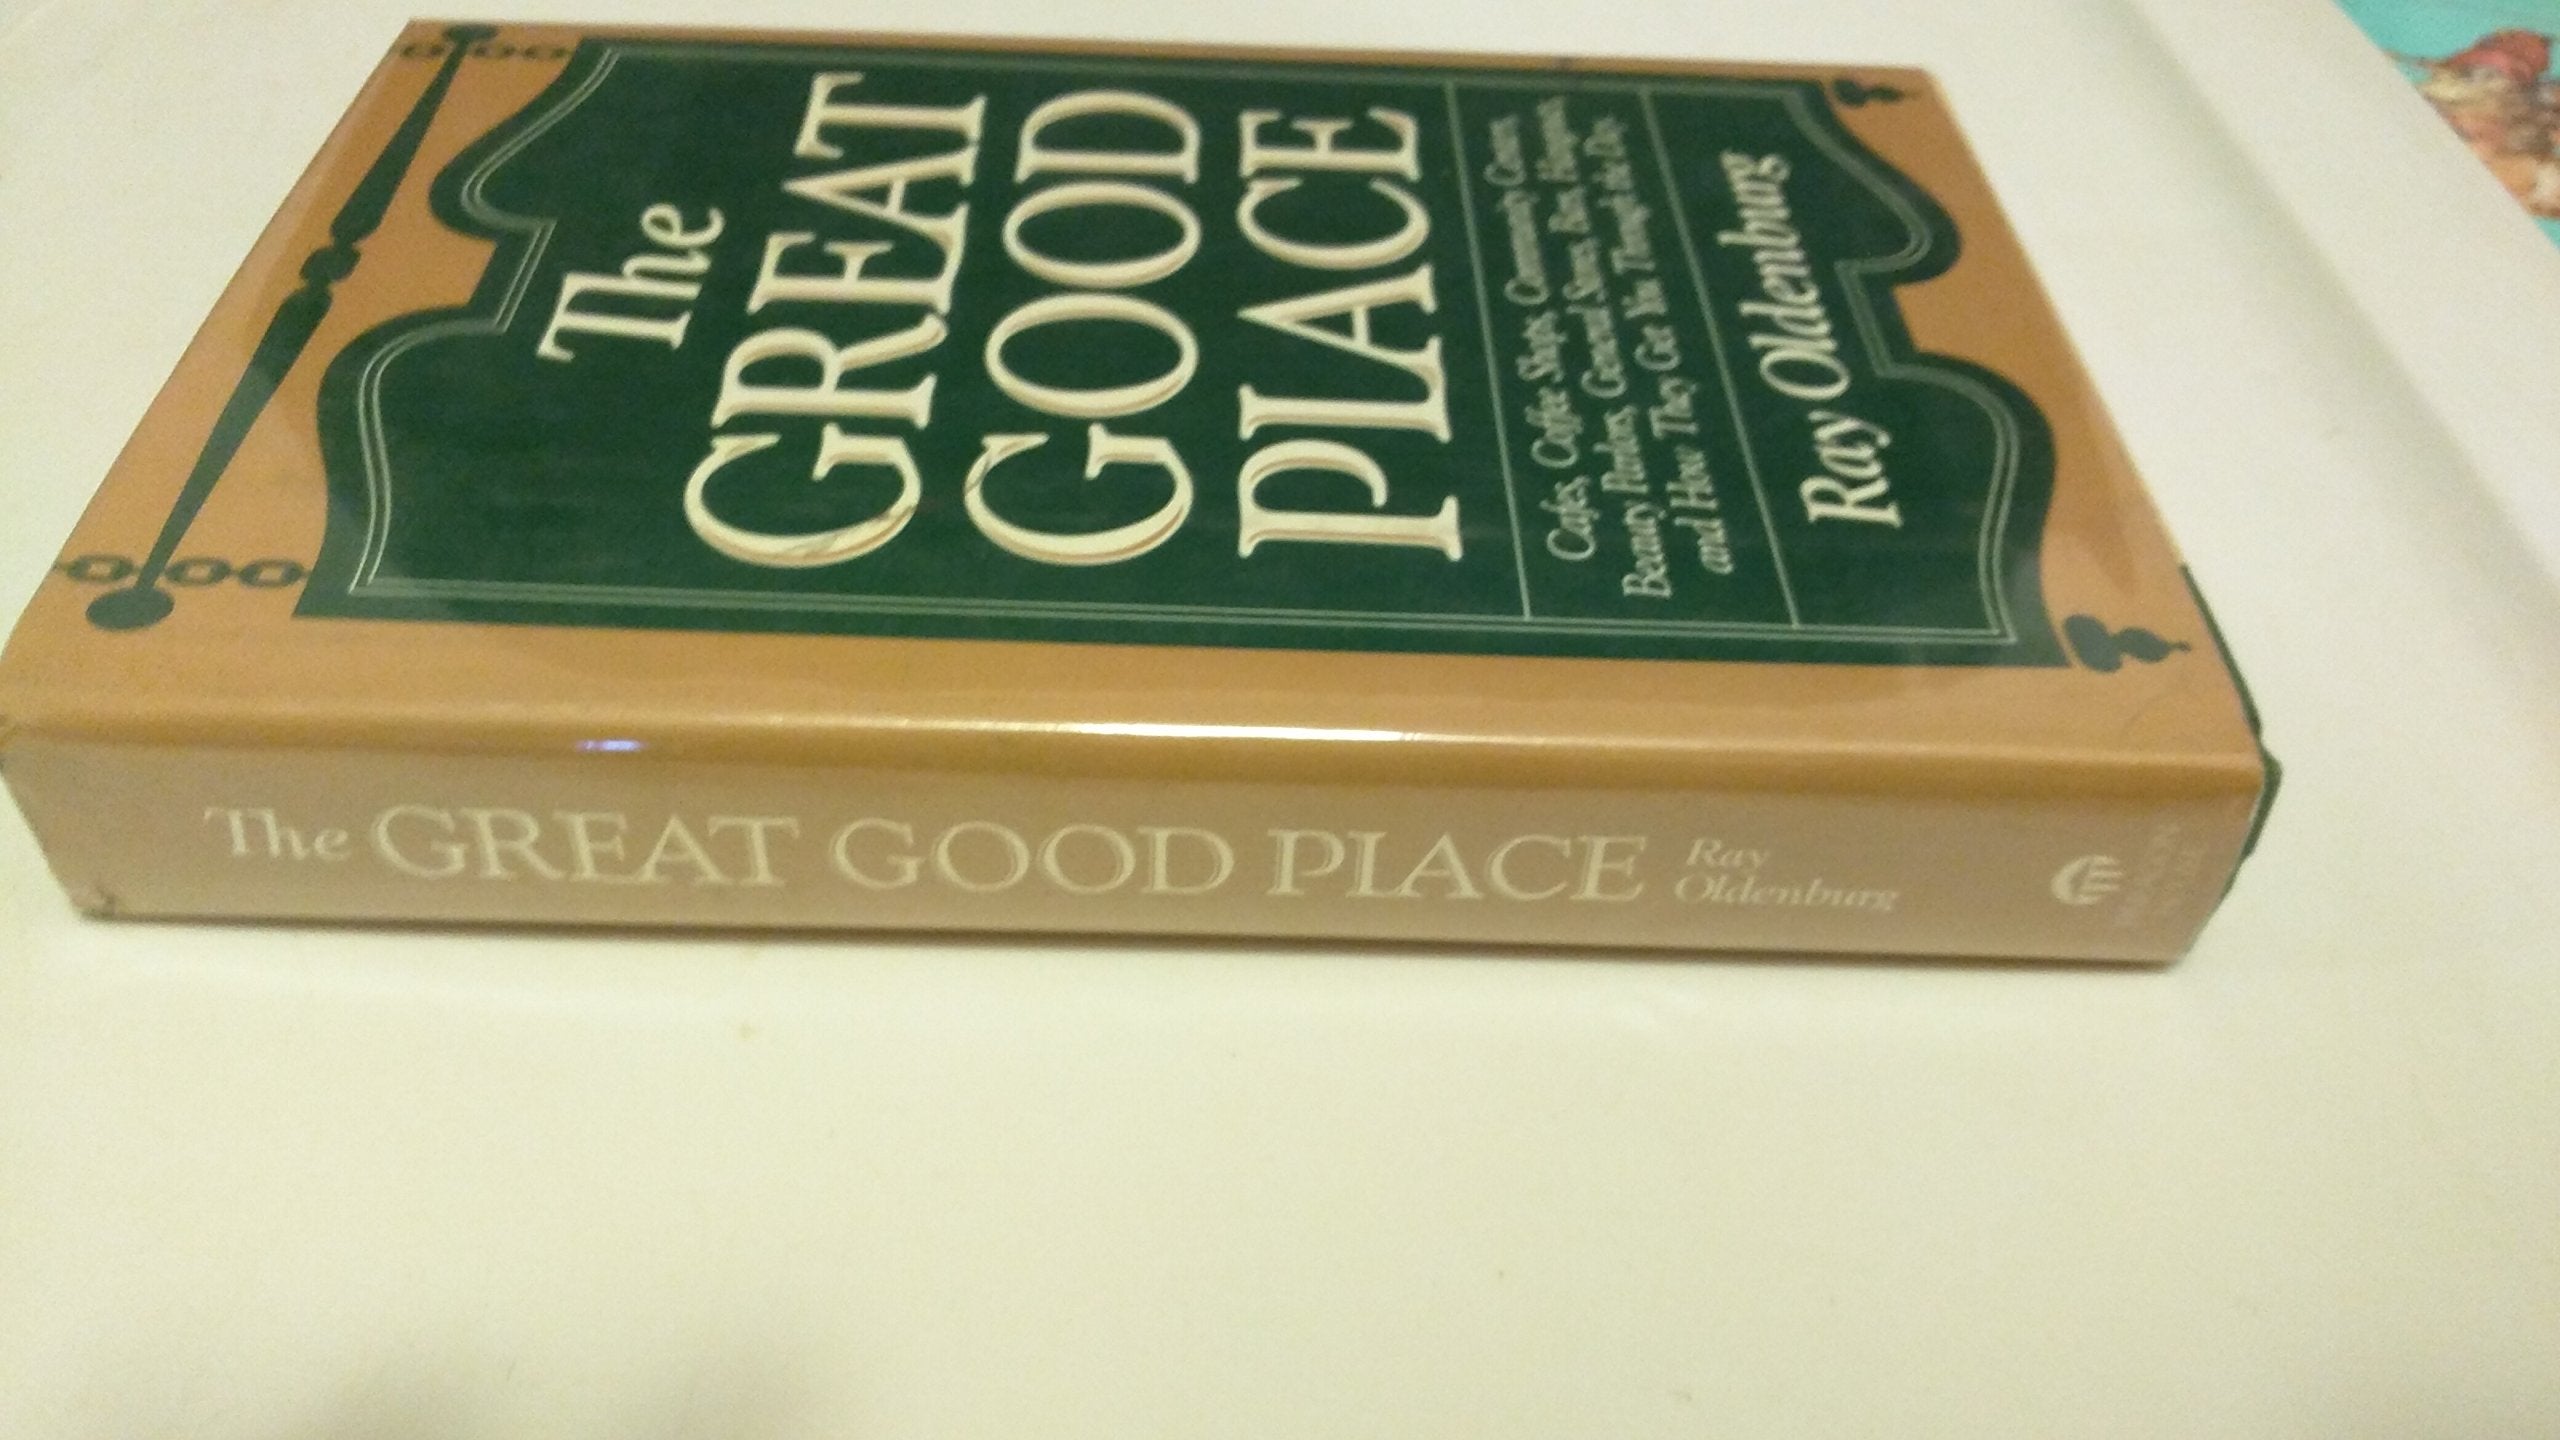 The
GREAT
GOOD
PLACE
Cafes, Coffee Shops, Community Centers,
Beauty Parlors, General Stores, Bars, Hangouts,
and How They Get You Through the Day
Ray Oldenburg
The GREAT GOOD PLACE
Ray
Oldenburg